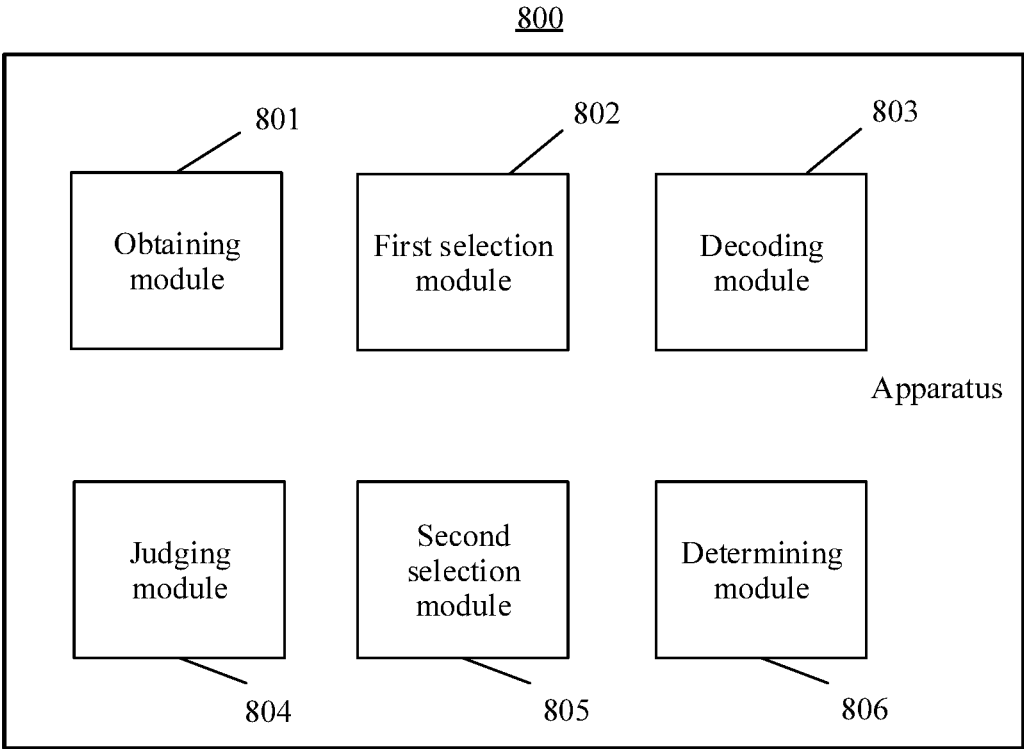 800
801
802
803
Obtaining
module
First selection
module
Decoding
module
Apparatus
Judging
module
Second
selection
module
Determining
module
804
805
806